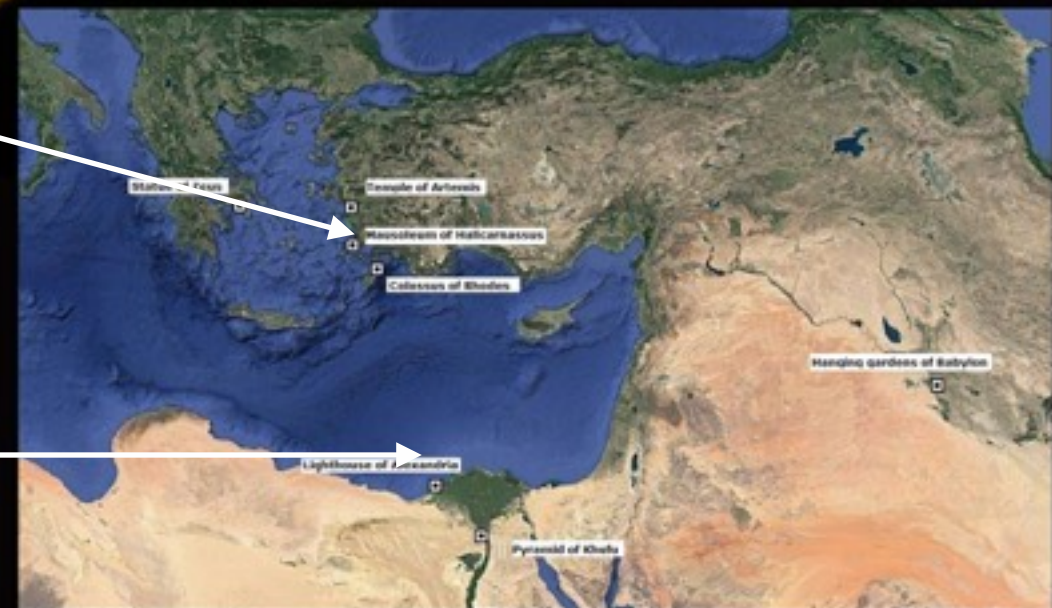 Statue of Zeus
Temple of Artemis
Mausoleum of Halicarnassus
Colossus of Rhodes
Hanging gardens of Babylon
Lighthouse of Alexandria
Pyramid of Khufu